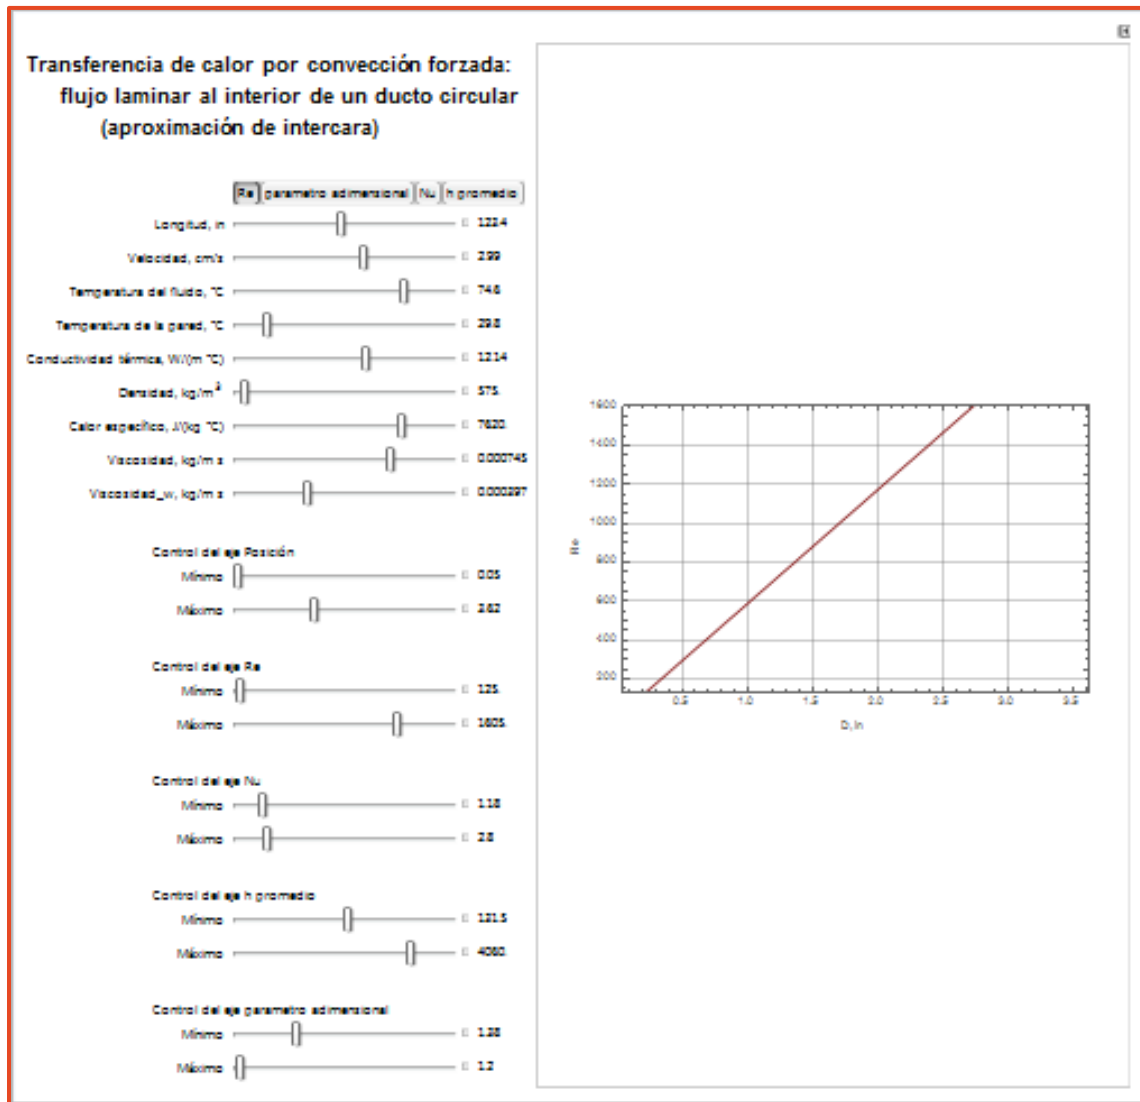 Transferencia de calor por convección forzada:
flujo laminar al interior de un ducto circular
(aproximación de intercara)
Re parametro adimensional Nu h promedio
Longitud, in 123.4
Velocidad, cm/s 2.99
Temperatura del fluido, °C 74.6
Temperatura de la pared, °C 29.8
Conductividad térmica, W/(m °C) 1.214
Densidad, kg/m³ 575.
Calor específico, J/(kg °C) 7620.
Viscosidad, kg/m s 0.000745
Viscosidad_w, kg/m s 0.000397
Control del eje Posición
Mínimo 0.05
Máximo 3.62
Control del eje Re
Mínimo 125.
Máximo 1605.
Control del eje Nu
Mínimo 1.18
Máximo 2.8
Control del eje h promedio
Mínimo 131.5
Máximo 4060.
Control del eje parametro adimensional
Mínimo 1.38
Máximo 1.2
1600
1400
1200
1000
800
600
400
200
Re
0.5 1.0 1.5 2.0 2.5 3.0 3.5
D, in